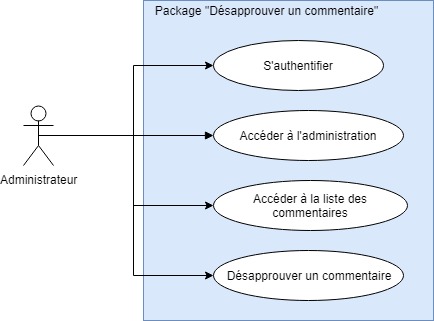 Package "Désapprouver un commentaire"
S'authentifier
Accéder à l'administration
Administrateur
Accéder à la liste des
commentaires
Désapprouver un commentaire